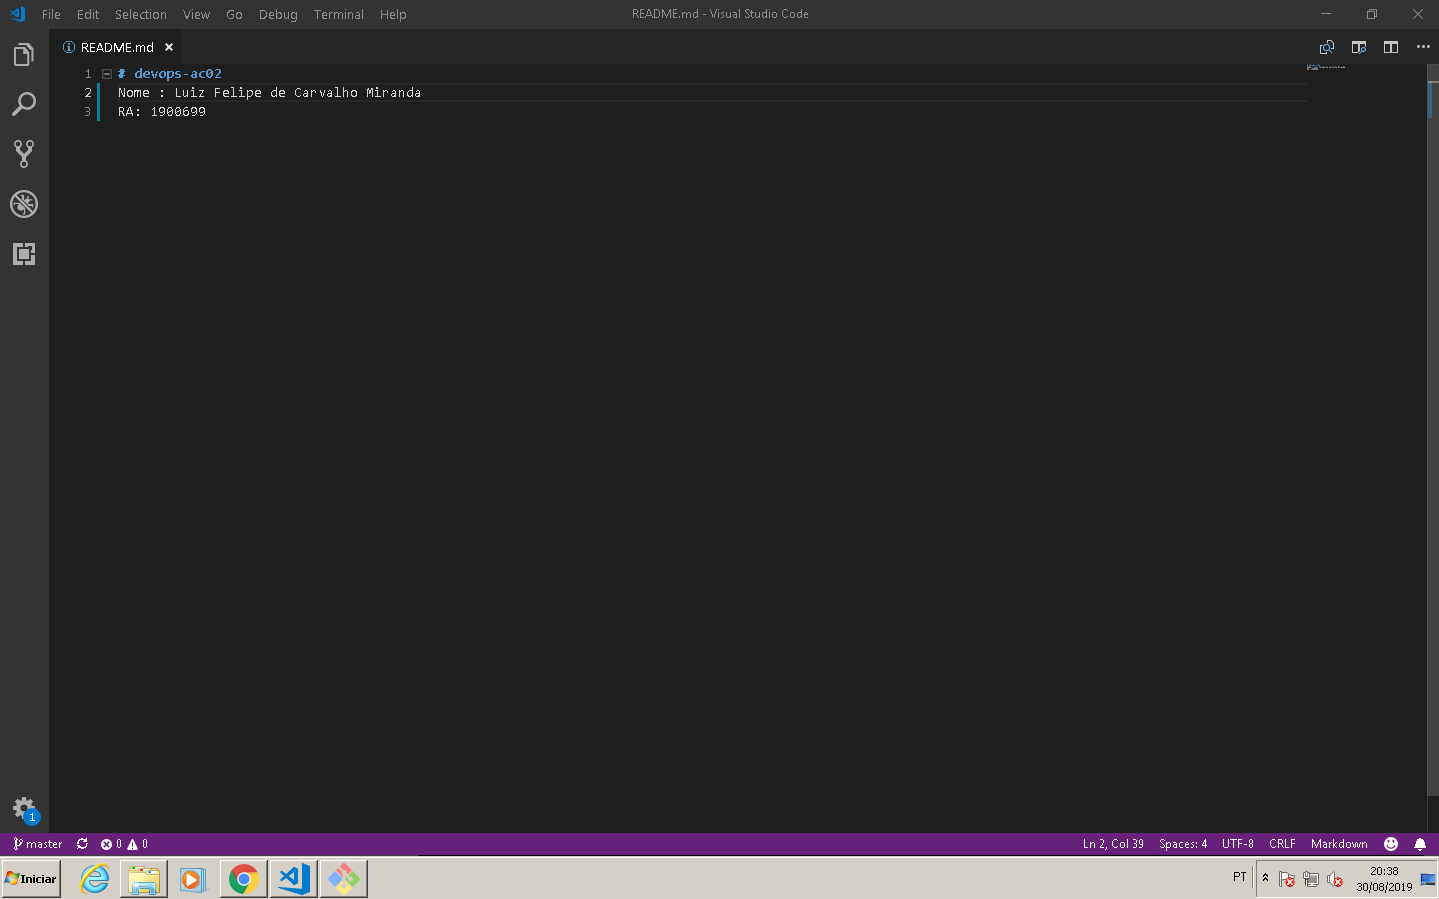 File Edit Selection View Go Debug Terminal Help README.md - Visual Studio Code
README.md
1 # devops-ac02
2 Nome : Luiz Felipe de Carvalho Miranda
3 RA: 1900699
1
master 0 0 Ln 2, Col 39 Spaces: 4 UTF-8 CRLF Markdown
Iniciar PT 20:38
30/08/2019